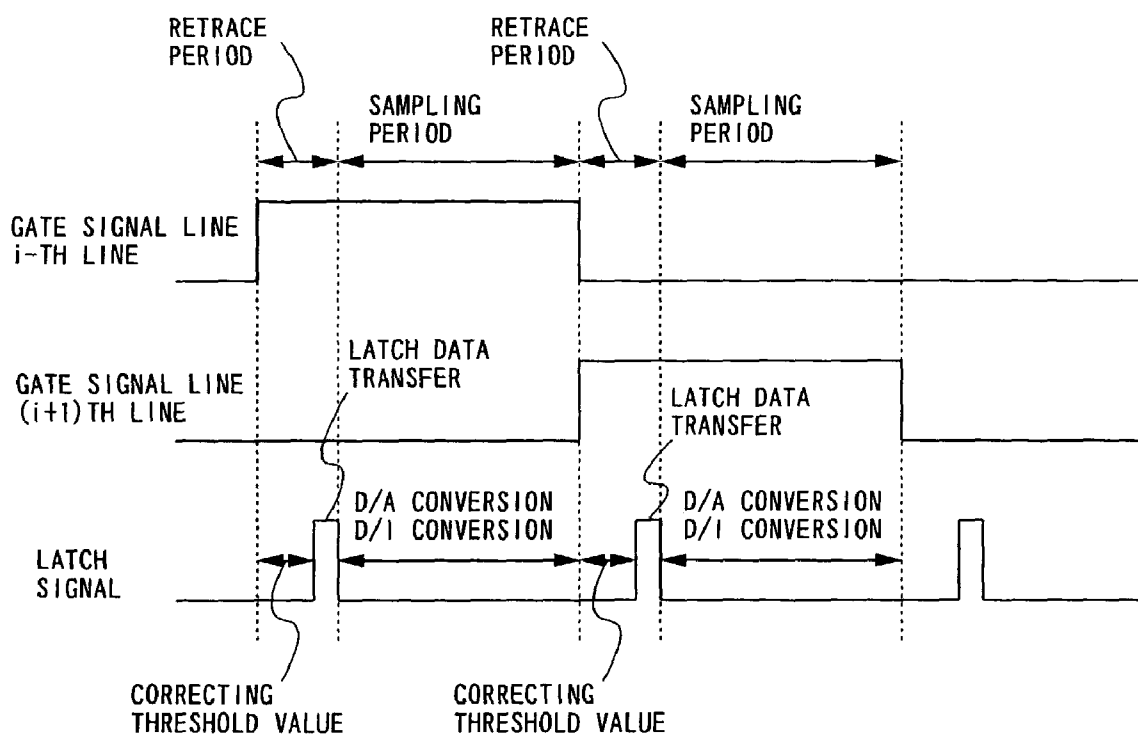 RETRACE
PERIOD
RETRACE
PERIOD
SAMPLING
PERIOD
SAMPLING
PERIOD
GATE SIGNAL LINE
i-TH LINE
LATCH DATA
TRANSFER
GATE SIGNAL LINE
(i+1)TH LINE
LATCH DATA
TRANSFER
D/A CONVERSION
D/I CONVERSION
D/A CONVERSION
D/I CONVERSION
LATCH
SIGNAL
CORRECTING
THRESHOLD VALUE
CORRECTING
THRESHOLD VALUE